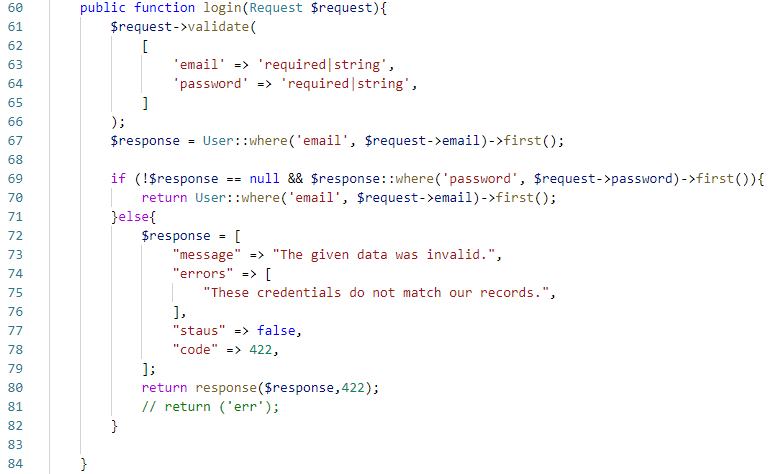 60 public function login(Request $request){
61 $request->validate(
62 [
63 'email' => 'required|string',
64 'password' => 'required|string',
65 ]
66 );
67 $response = User::where('email', $request->email)->first();
68
69 if (!$response == null && $response::where('password', $request->password)->first()){
70 return User::where('email', $request->email)->first();
71 }else{
72 $response = [
73 "message" => "The given data was invalid.",
74 "errors" => [
75 "These credentials do not match our records.",
76 ],
77 "staus" => false,
78 "code" => 422,
79 ];
80 return response($response,422);
81 // return ('err');
82 }
83
84 }